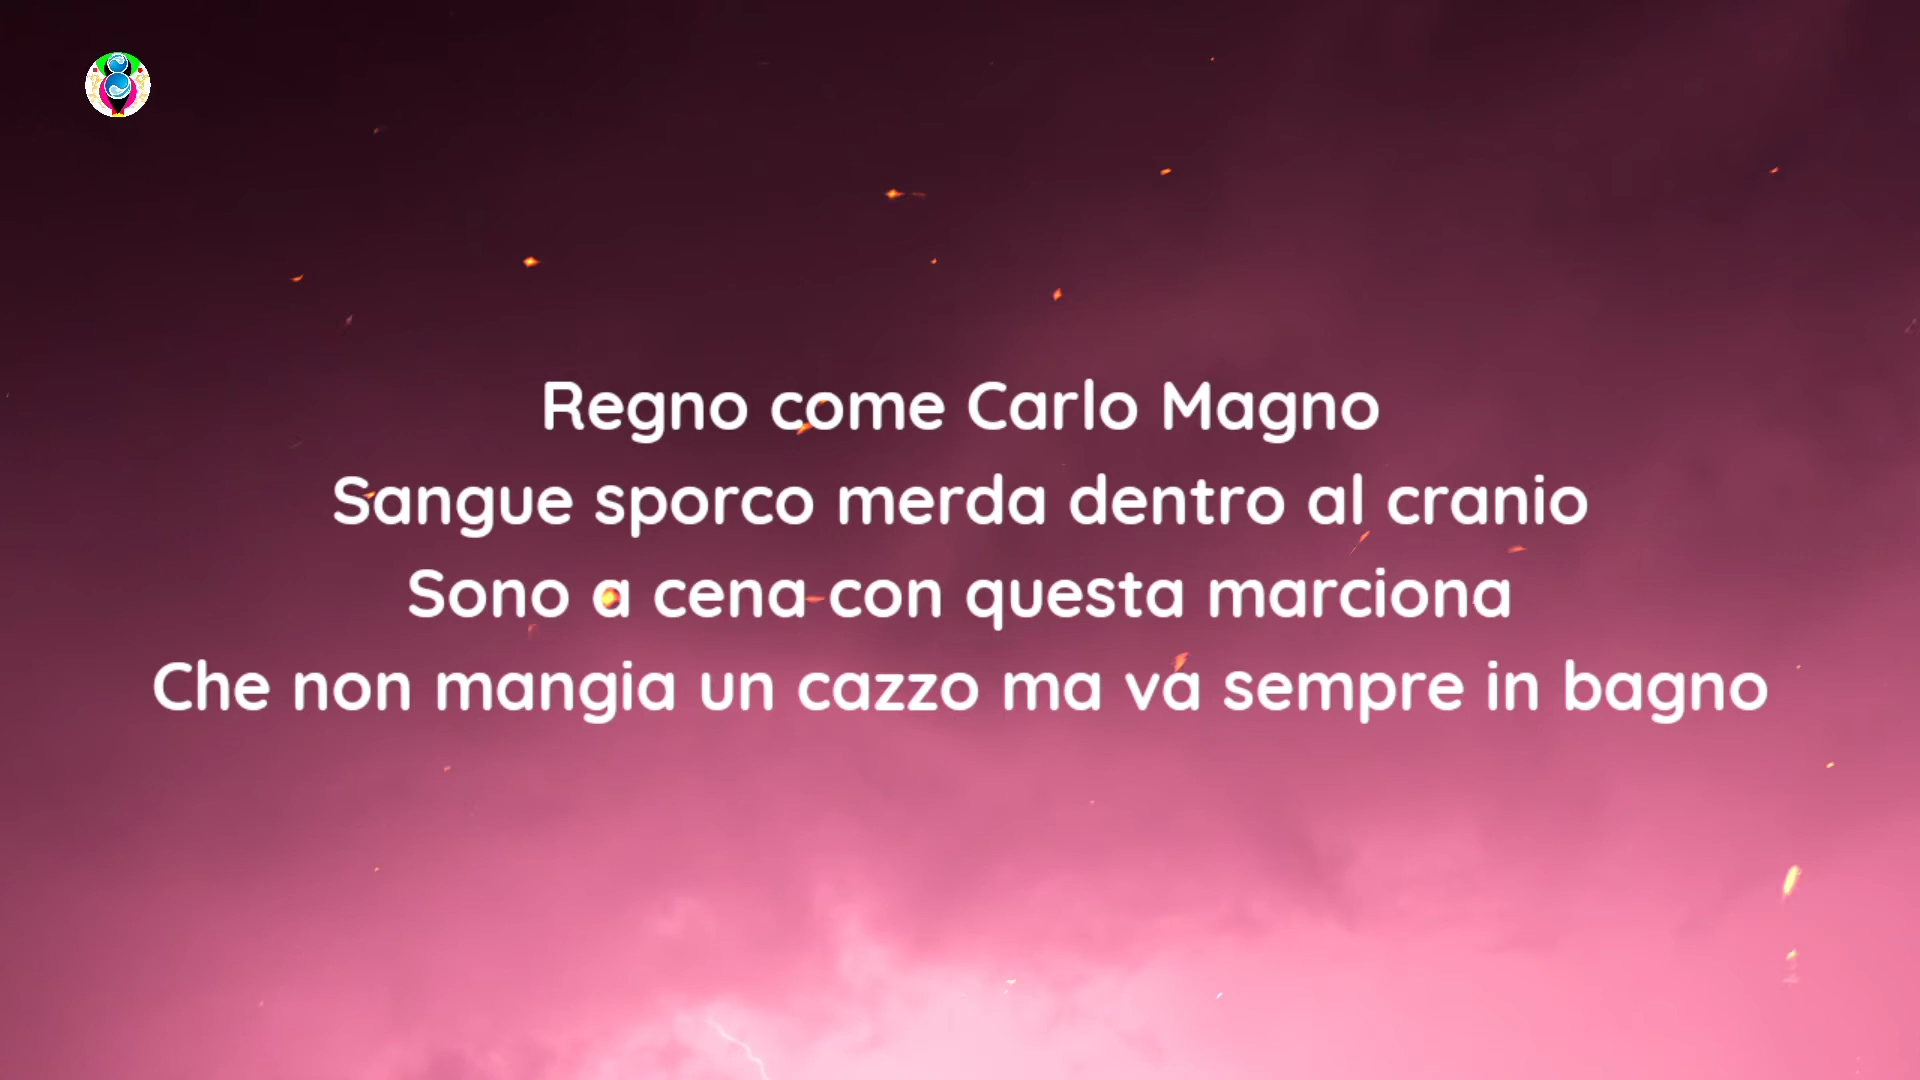 Regno come Carlo Magno
Sangue sporco merda dentro al cranio
Sono a cena con questa marciona
Che non mangia un cazzo ma va sempre in bagno